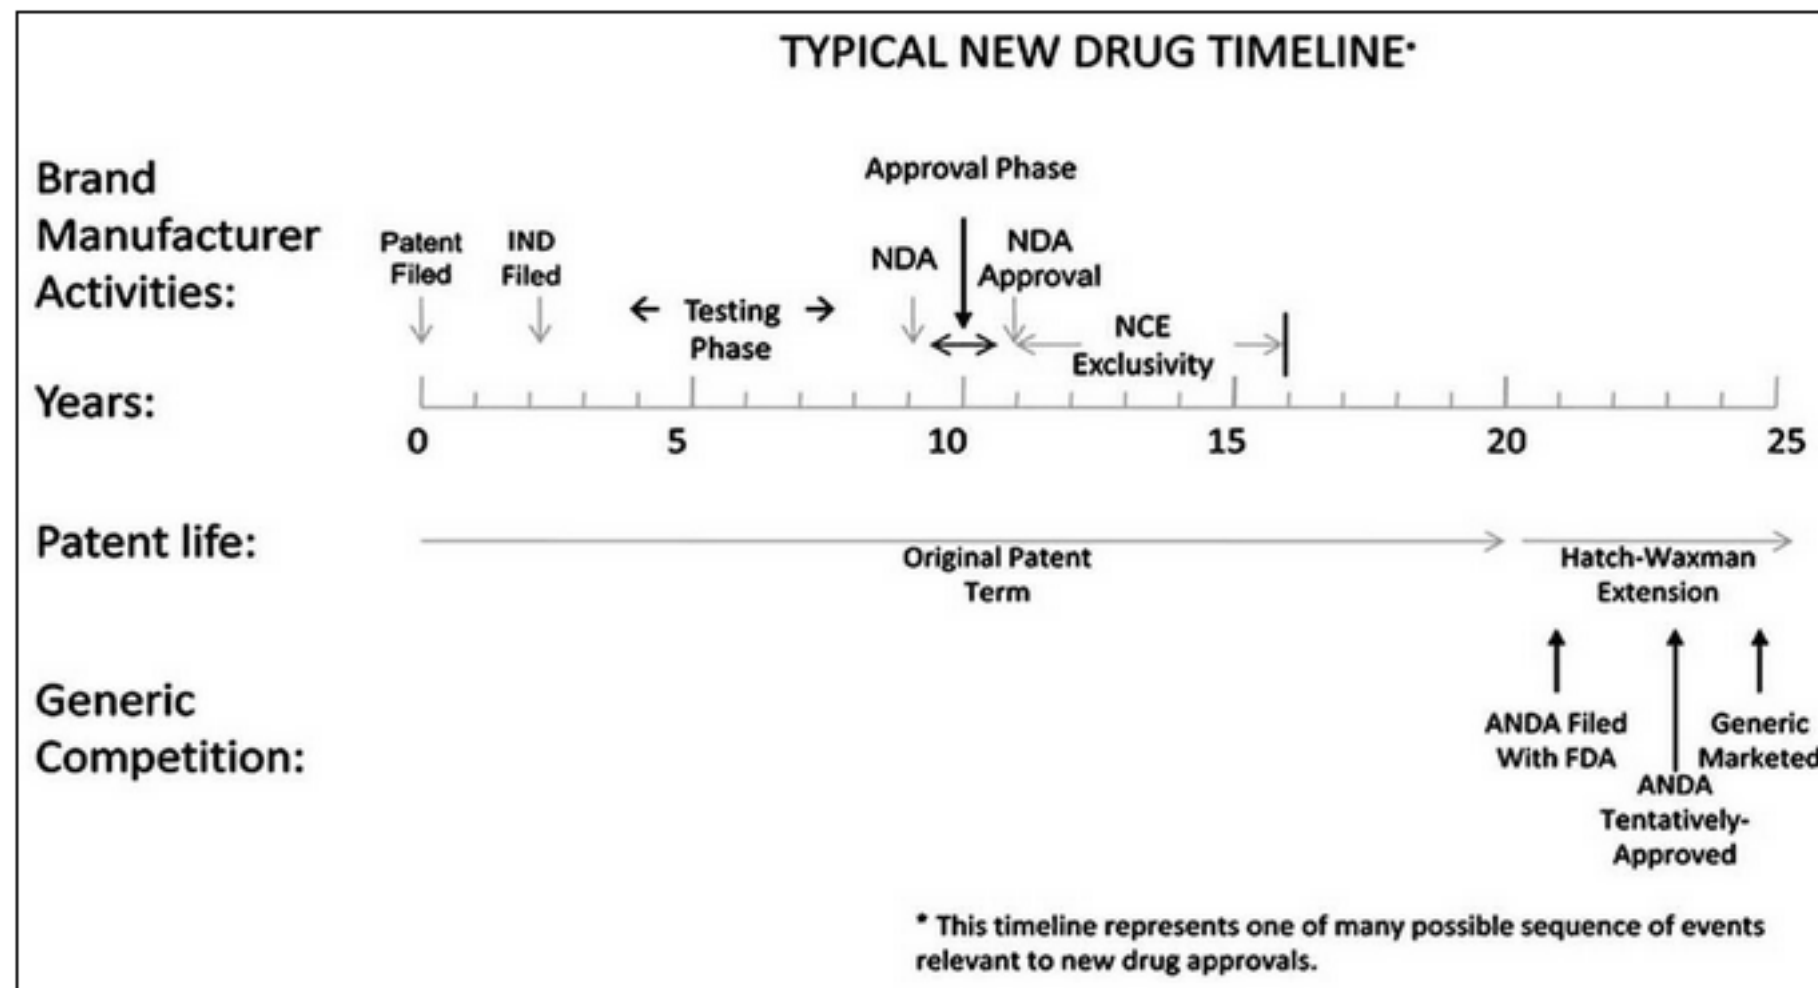 TYPICAL NEW DRUG TIMELINE*
Brand
Manufacturer
Activities:
Approval Phase
Patent
Filed
IND
Filed
Testing
Phase
NDA
NDA
Approval
NCE
Exclusivity
Years:
0 5 10 15 20 25
Patent life:
Original Patent
Term
Hatch-Waxman
Extension
Generic
Competition:
ANDA Filed
With FDA
ANDA
Tentatively-
Approved
Generic
Marketed
* This timeline represents one of many possible sequence of events
relevant to new drug approvals.